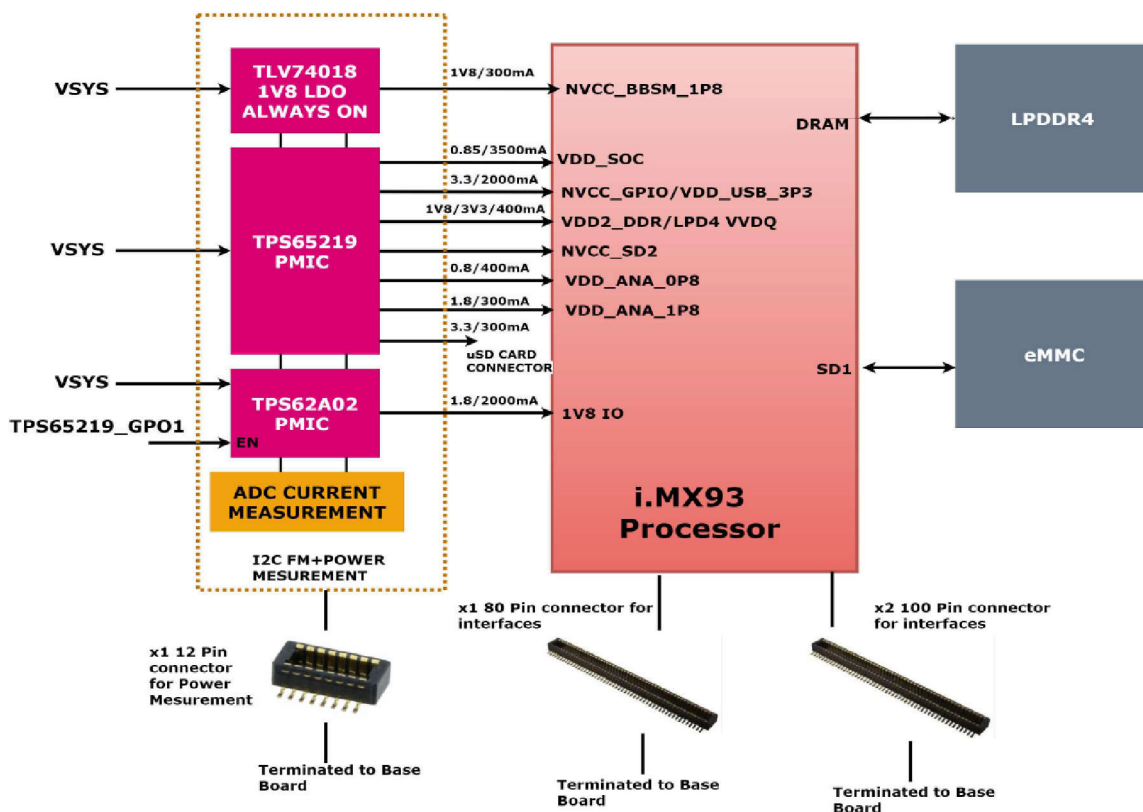 VSYS
TLV74018
1V8 LDO
ALWAYS ON
1V8/300mA
NVCC_BBSM_1P8
DRAM
LPDDR4
VSYS
TPS65219
PMIC
0.85/3500mA
VDD_SOC
3.3/2000mA
NVCC_GPIO/VDD_USB_3P3
1V8/3V3/400mA
VDD2_DDR/LPD4 VVDQ
NVCC_SD2
0.8/400mA
VDD_ANA_0P8
1.8/300mA
VDD_ANA_1P8
3.3/300mA
uSD CARD
CONNECTOR
SD1
eMMC
VSYS
TPS62A02
PMIC
TPS65219_GPO1
EN
1.8/2000mA
1V8 IO
ADC CURRENT
MEASUREMENT
i.MX93
Processor
I2C FM+POWER
MESUREMENT
x1 12 Pin
connector
for Power
Mesurement
x1 80 Pin connector for
interfaces
x2 100 Pin connector
for interfaces
Terminated to Base
Board
Terminated to Base
Board
Terminated to Base
Board